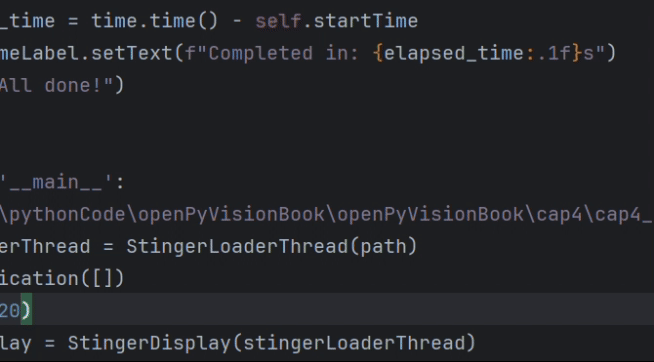 _time = time.time() - self.startTime
meLabel.setText(f"Completed in: {elapsed_time:.1f}s")
All done!")
'__main__':
\pythonCode\openPyVisionBook\openPyVisionBook\cap4\cap4_
erThread = StingerLoaderThread(path)
ication([])
20)
lay = StingerDisplay(stingerLoaderThread)